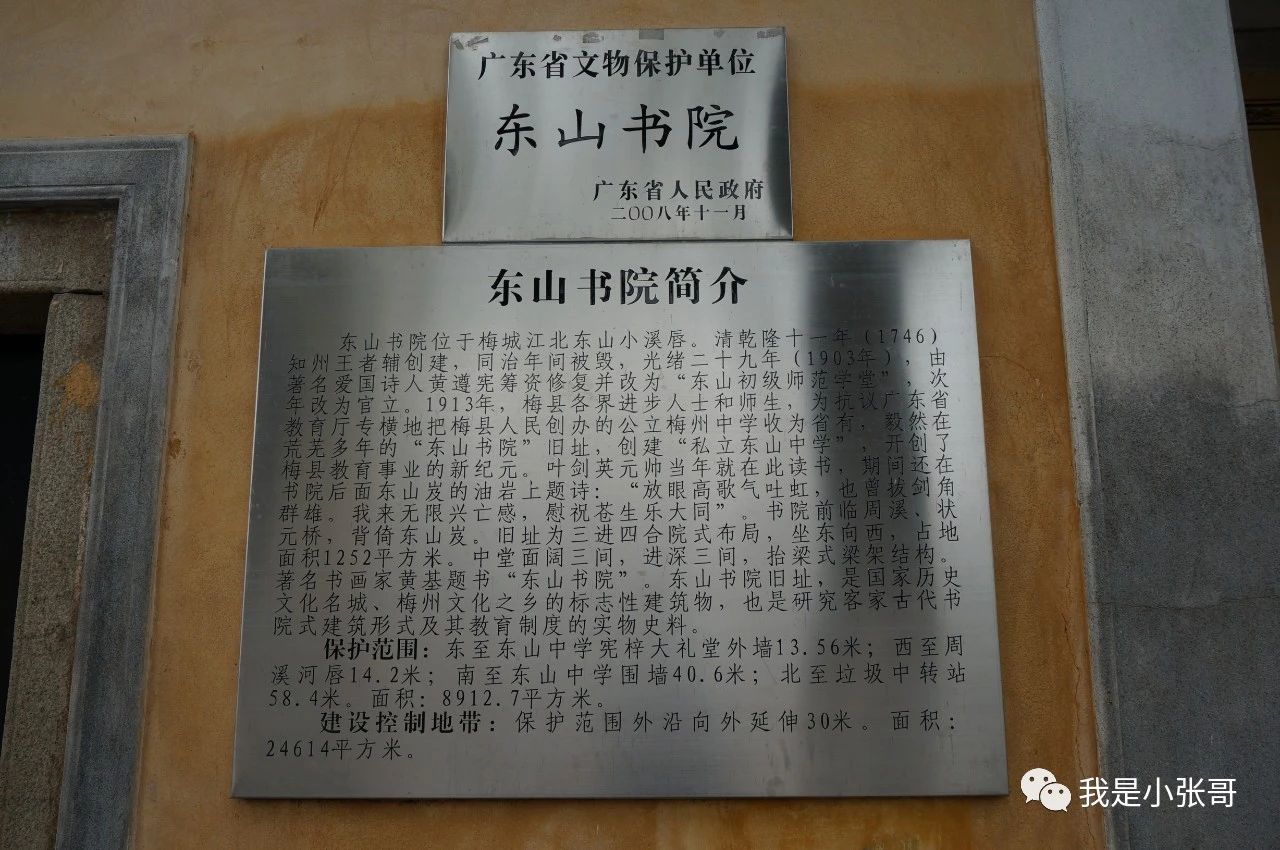 广东省文物保护单位
东山书院
广东省人民政府
二〇〇八年十一月
东山书院简介
东山书院位于梅城江北东山小溪唇。清乾隆十一年(1746)
知州王者辅创建，同治年间被毁，光绪二十九年(1903年)，由
著名爱国诗人黄遵宪筹资修复并改为“东山初级师范学堂”，次
年改为官立。1913年，梅县各界进步人士和师生，为抗议广东省
教育厅专横地把梅县人民创办的公立梅州中学收为省有，毅然在
荒芜多年的“东山书院”旧址，创建“私立东山中学”，开创了
梅县教育事业的新纪元。叶剑英元帅当年就在此读书，期间还在
书院后面东山岌的油岩上题诗：“放眼高歌气吐虹，也曾拔剑角
群雄。我来无限兴亡感，慰祝苍生乐大同”。书院前临周溪、状
元桥，背倚东山岌。旧址为三进四合院式布局，坐东向西，占地
面积1252平方米。中堂面阔三间，进深三间，抬梁式梁架结构。
著名书画家黄基题书“东山书院”。东山书院旧址，是国家历史
文化名城、梅州文化之乡的标志性建筑物，也是研究客家古代书
院式建筑形式及其教育制度的实物史料。
保护范围：东至东山中学宪梓大礼堂外墙13.56米；西至周
溪河唇14.2米；南至东山中学围墙40.6米；北至垃圾中转站
58.4米。面积：8912.7平方米。
建设控制地带：保护范围外沿向外延伸30米。面积：
24614平方米。
我是小张哥